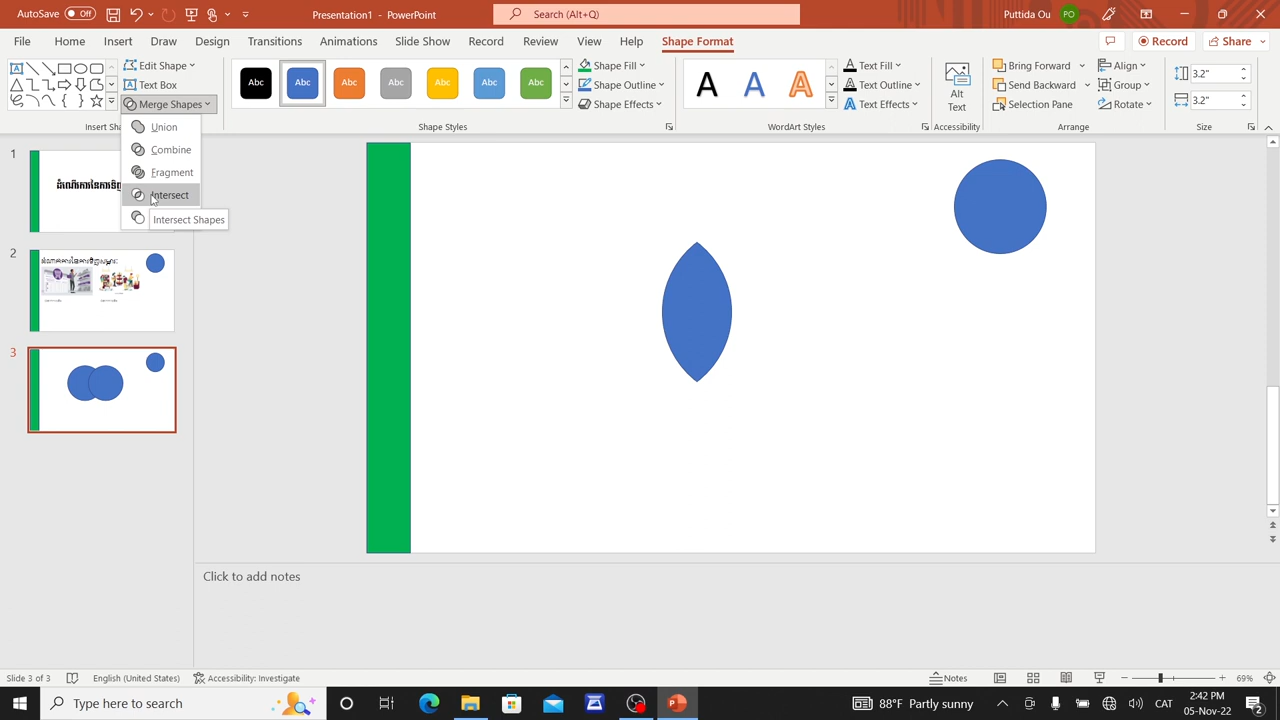 AutoSave Off
Presentation1 - PowerPoint
Search (Alt+Q)
Puttida Ou PO
File Home Insert Draw Design Transitions Animations Slide Show Record Review View Help Shape Format
Record Share
Edit Shape
Text Box
Merge Shapes
Insert Sha
Union
Combine
Fragment
Intersect
Intersect Shapes
Abc Abc Abc Abc Abc Abc Abc
Shape Fill
Shape Outline
Shape Effects
Shape Styles
A A A
Text Fill
Text Outline
Text Effects
WordArt Styles
A
Alt
Text
Accessibility
Bring Forward
Send Backward
Selection Pane
Align
Group
Rotate
Arrange
3.2"
3.2"
Size
1
2
3
Click to add notes
Slide 3 of 3
English (United States)
Accessibility: Investigate
Notes
69%
Type here to search
88°F Partly sunny
CAT
2:42 PM
05-Nov-22
2